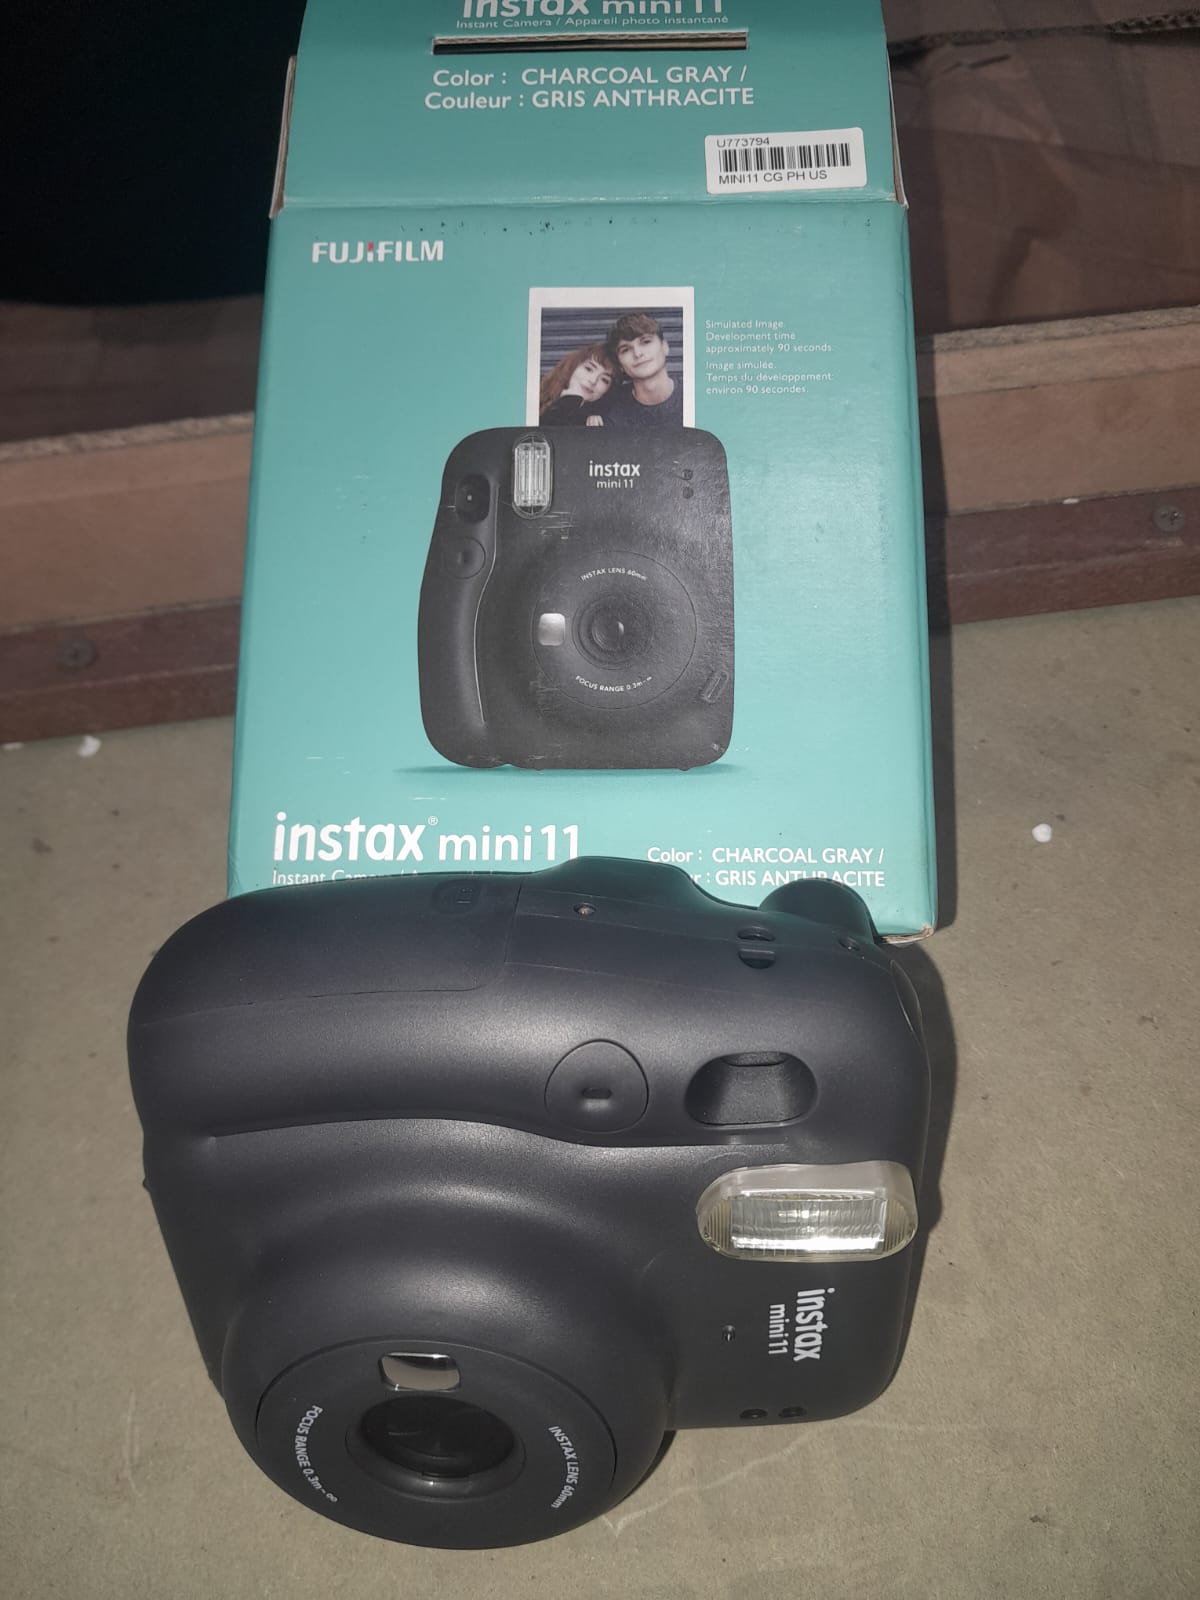 instax mini 11
Instant Camera / Appareil photo instantané
Color : CHARCOAL GRAY /
Couleur : GRIS ANTHRACITE
U773794
MINI11 CG PH US
FUJIFILM
Simulated Image.
Development time
approximately 90 seconds.
Image simulée.
Temps du développement:
environ 90 secondes.
instax
mini 11
INSTAX LENS 60mm
FOCUS RANGE 0.3m-∞
instax® mini 11
Color : CHARCOAL GRAY /
r : GRIS ANTHRACITE
Instant Camera /
instax
mini 11
INSTAX LENS 60mm
FOCUS RANGE 0.3m-∞